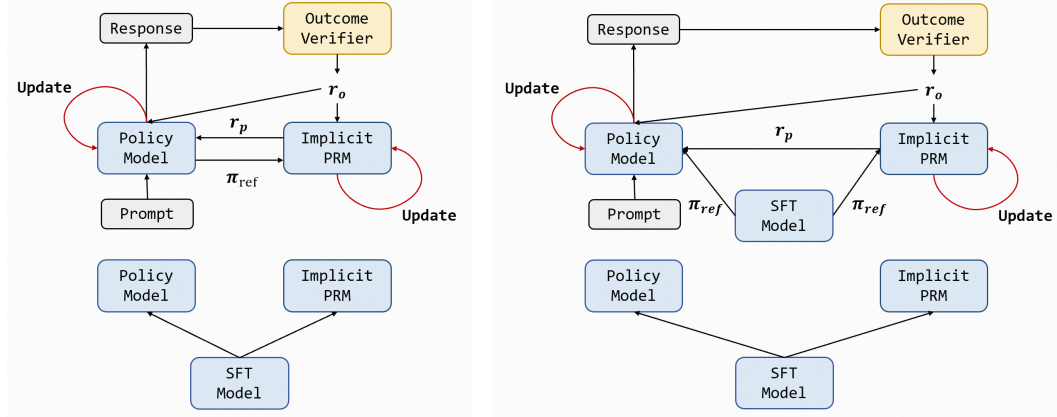 Response
Outcome
Verifier
Update
r_o
Policy
Model
r_p
π_ref
Implicit
PRM
Prompt
Update
Policy
Model
Implicit
PRM
SFT
Model
Response
Outcome
Verifier
Update
r_o
Policy
Model
r_p
Implicit
PRM
Prompt
π_ref
SFT
Model
π_ref
Update
Policy
Model
Implicit
PRM
SFT
Model